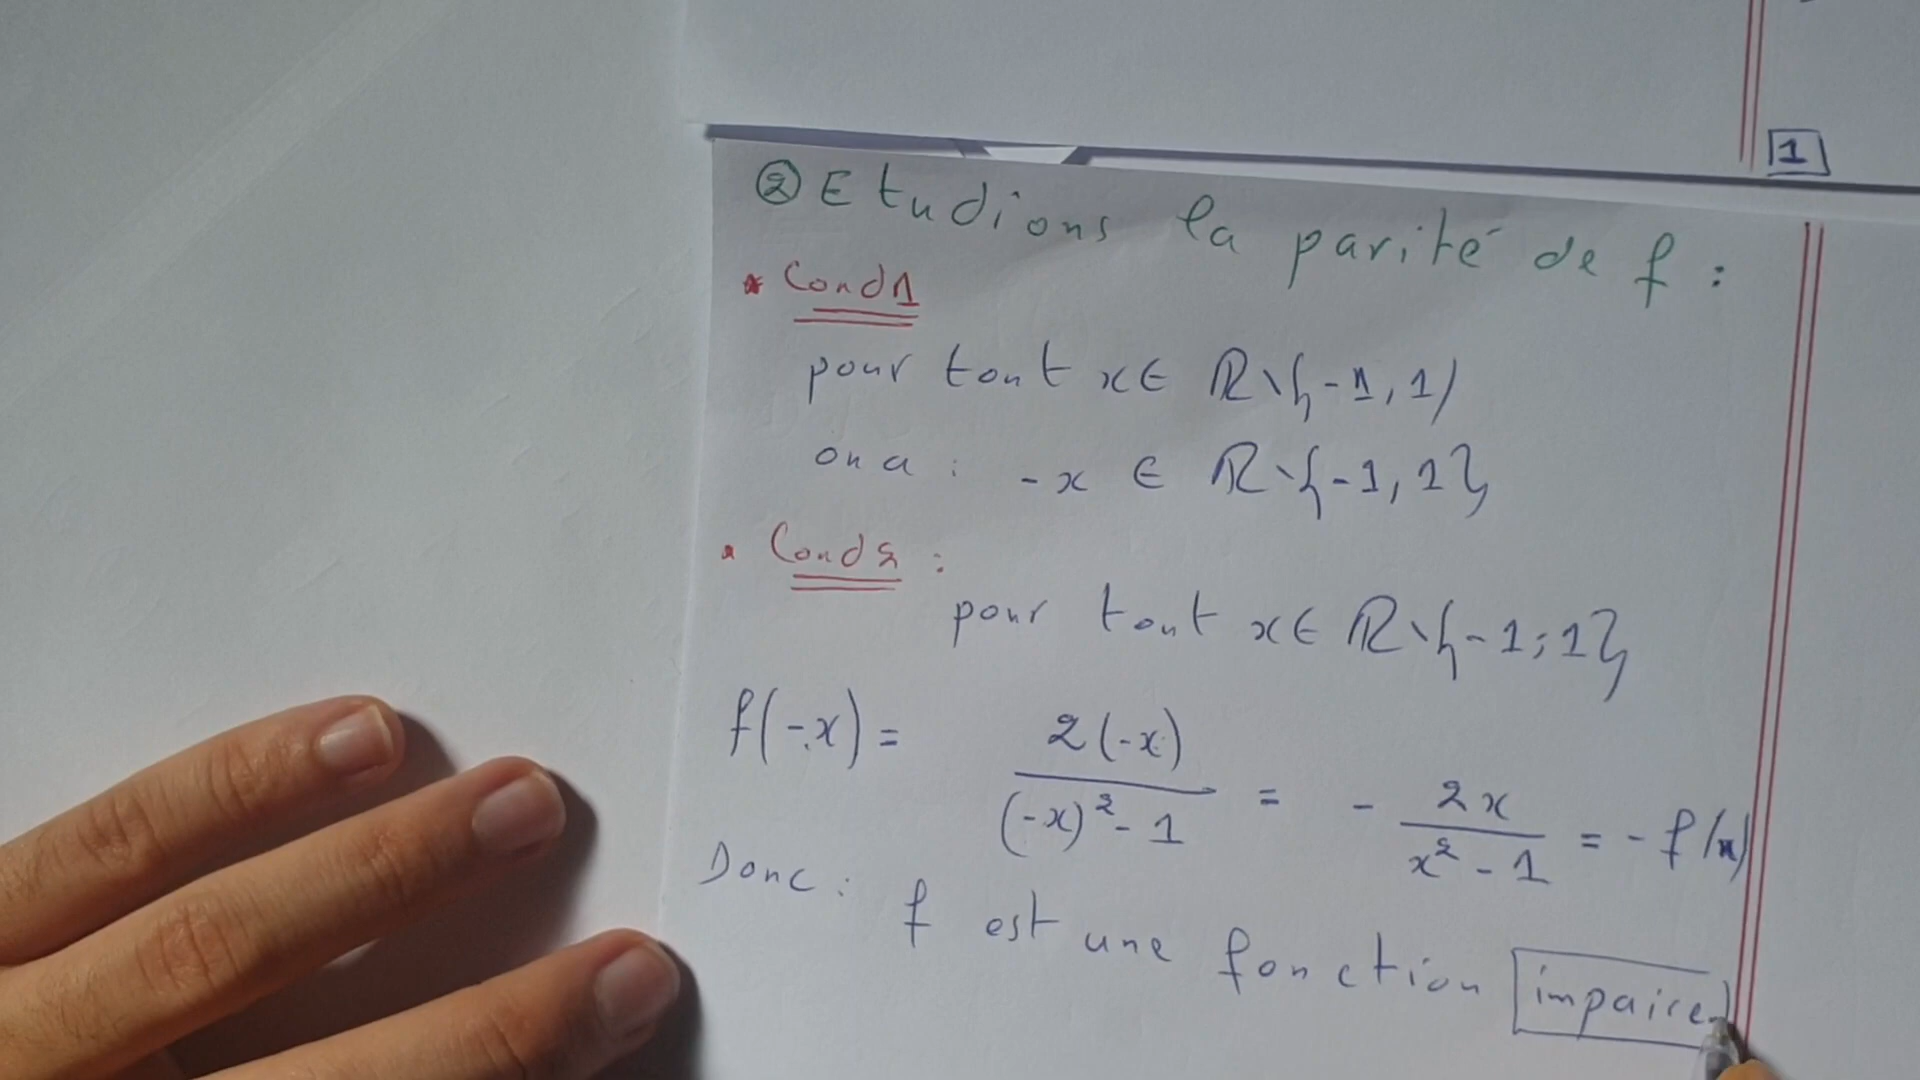 1
② Etudions la parité de f :
* Cond1
pour tout x ∈ ℝ\{-1, 1}
on a : -x ∈ ℝ\{-1, 1}
• Cond2 :
pour tout x ∈ ℝ\{-1; 1}
f(-x) = 2(-x) / ((-x)² - 1) = - 2x / (x² - 1) = - f(x)
Donc : f est une fonction impaire.